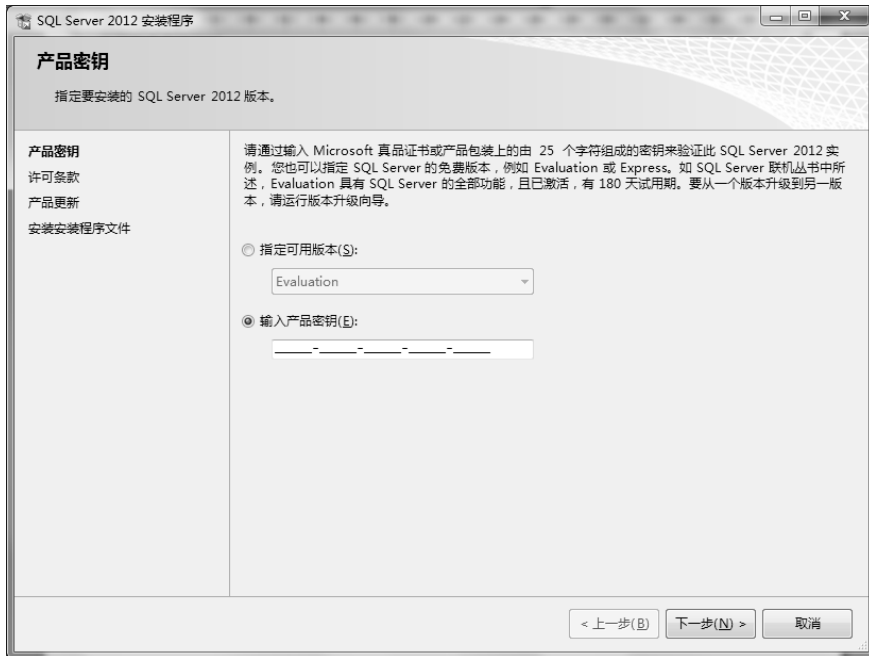 SQL Server 2012 安装程序
产品密钥
指定要安装的 SQL Server 2012 版本。
产品密钥
许可条款
产品更新
安装安装程序文件
请通过输入 Microsoft 真品证书或产品包装上的由 25 个字符组成的密钥来验证此 SQL Server 2012 实
例。您也可以指定 SQL Server 的免费版本，例如 Evaluation 或 Express。如 SQL Server 联机丛书中所
述，Evaluation 具有 SQL Server 的全部功能，且已激活，有 180 天试用期。要从一个版本升级到另一版
本，请运行版本升级向导。
指定可用版本(S):
Evaluation
输入产品密钥(E):
_____-_____-_____-_____-_____
< 上一步(B)
下一步(N) >
取消